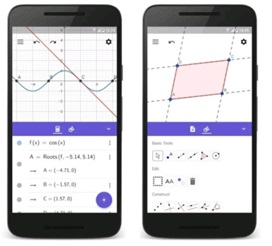 f(x) = cos(x)
A = Roots(f, -5.14, 5.14)
→ A = (-4.71, 0)
→ B = (-1.57, 0)
→ C = (1.57, 0)
Basic Tools
Edit
AA
Construct